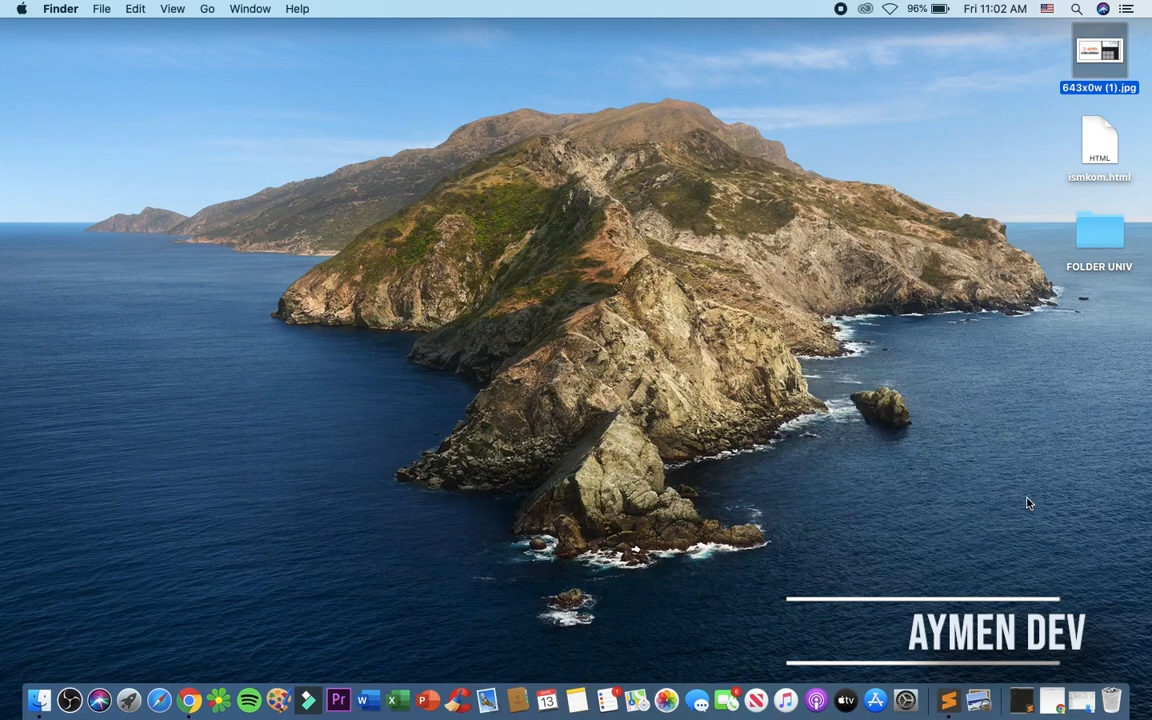 Finder File Edit View Go Window Help 96% Fri 11:02 AM
643x0w (1).jpg
HTML
ismkom.html
FOLDER UNIV
AYMEN DEV